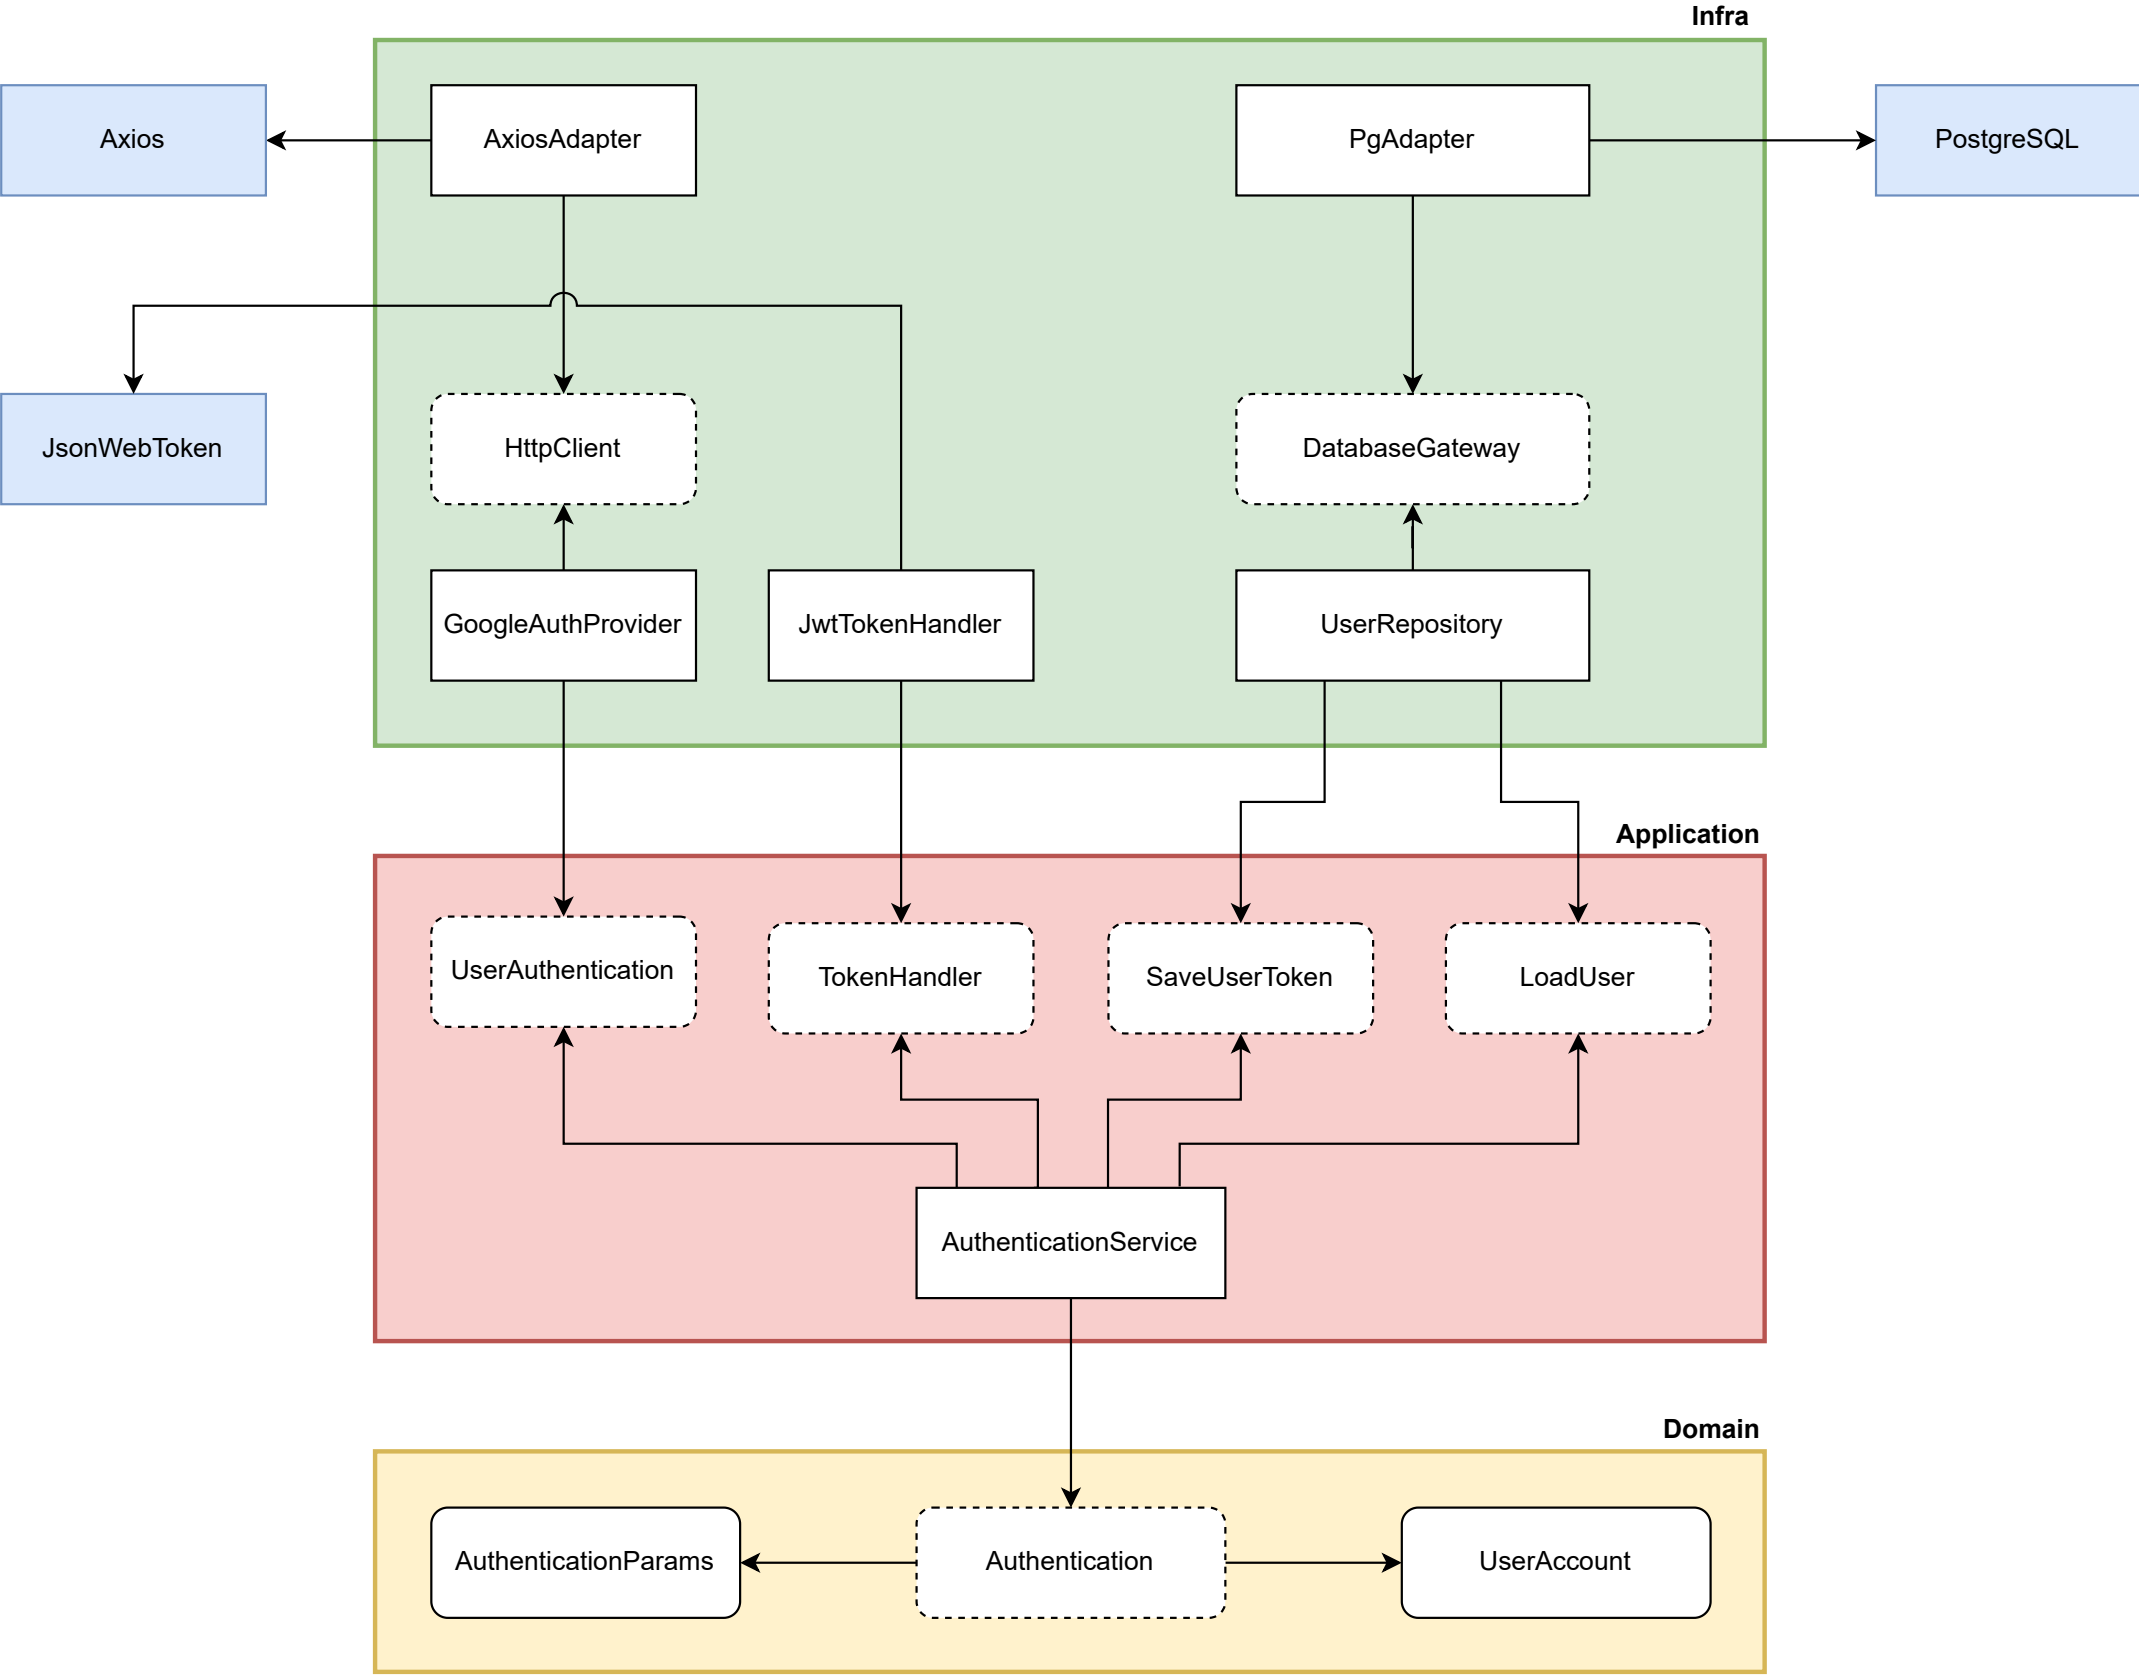 Infra
Axios
AxiosAdapter
PgAdapter
PostgreSQL
JsonWebToken
HttpClient
DatabaseGateway
GoogleAuthProvider
JwtTokenHandler
UserRepository
Application
UserAuthentication
TokenHandler
SaveUserToken
LoadUser
AuthenticationService
Domain
AuthenticationParams
Authentication
UserAccount